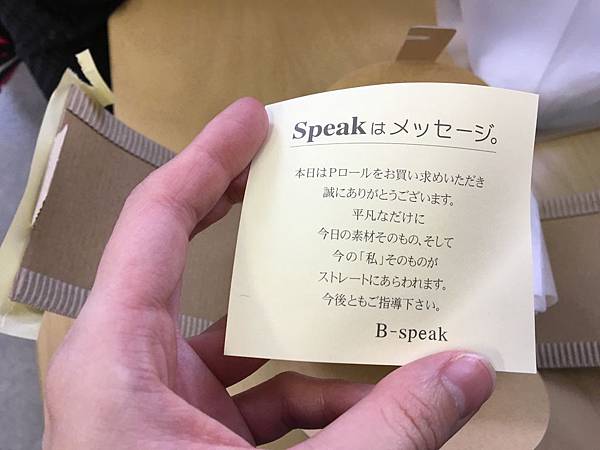 Speakはメッセージ。
本日はPロールをお買い求めいただき
誠にありがとうございます。
平凡なだけに
今日の素材そのもの、そして
今の「私」そのものが
ストレートにあらわれます。
今後ともご指導下さい。
B-speak